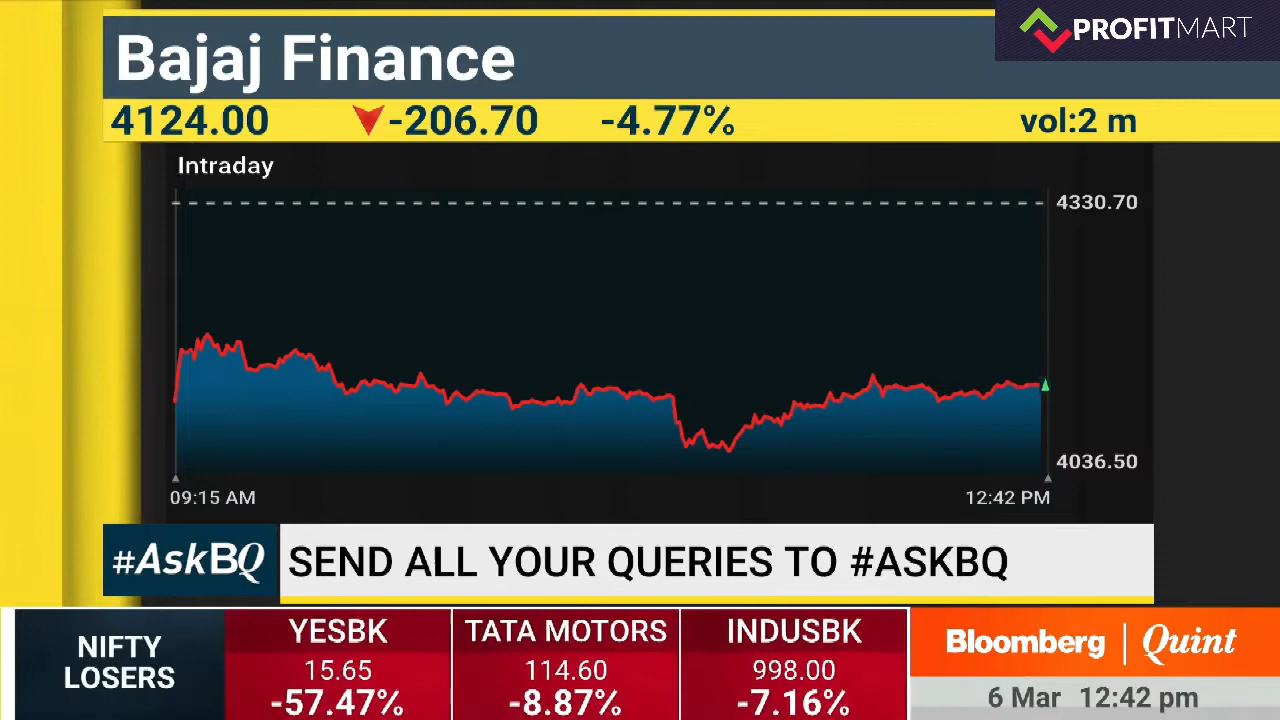 PROFITMART
Bajaj Finance
4124.00 -206.70 -4.77% vol:2 m
Intraday
4330.70
4036.50
09:15 AM 12:42 PM
#AskBQ SEND ALL YOUR QUERIES TO #ASKBQ
NIFTY LOSERS
YESBK
15.65
-57.47%
TATA MOTORS
114.60
-8.87%
INDUSBK
998.00
-7.16%
Bloomberg | Quint
6 Mar 12:42 pm